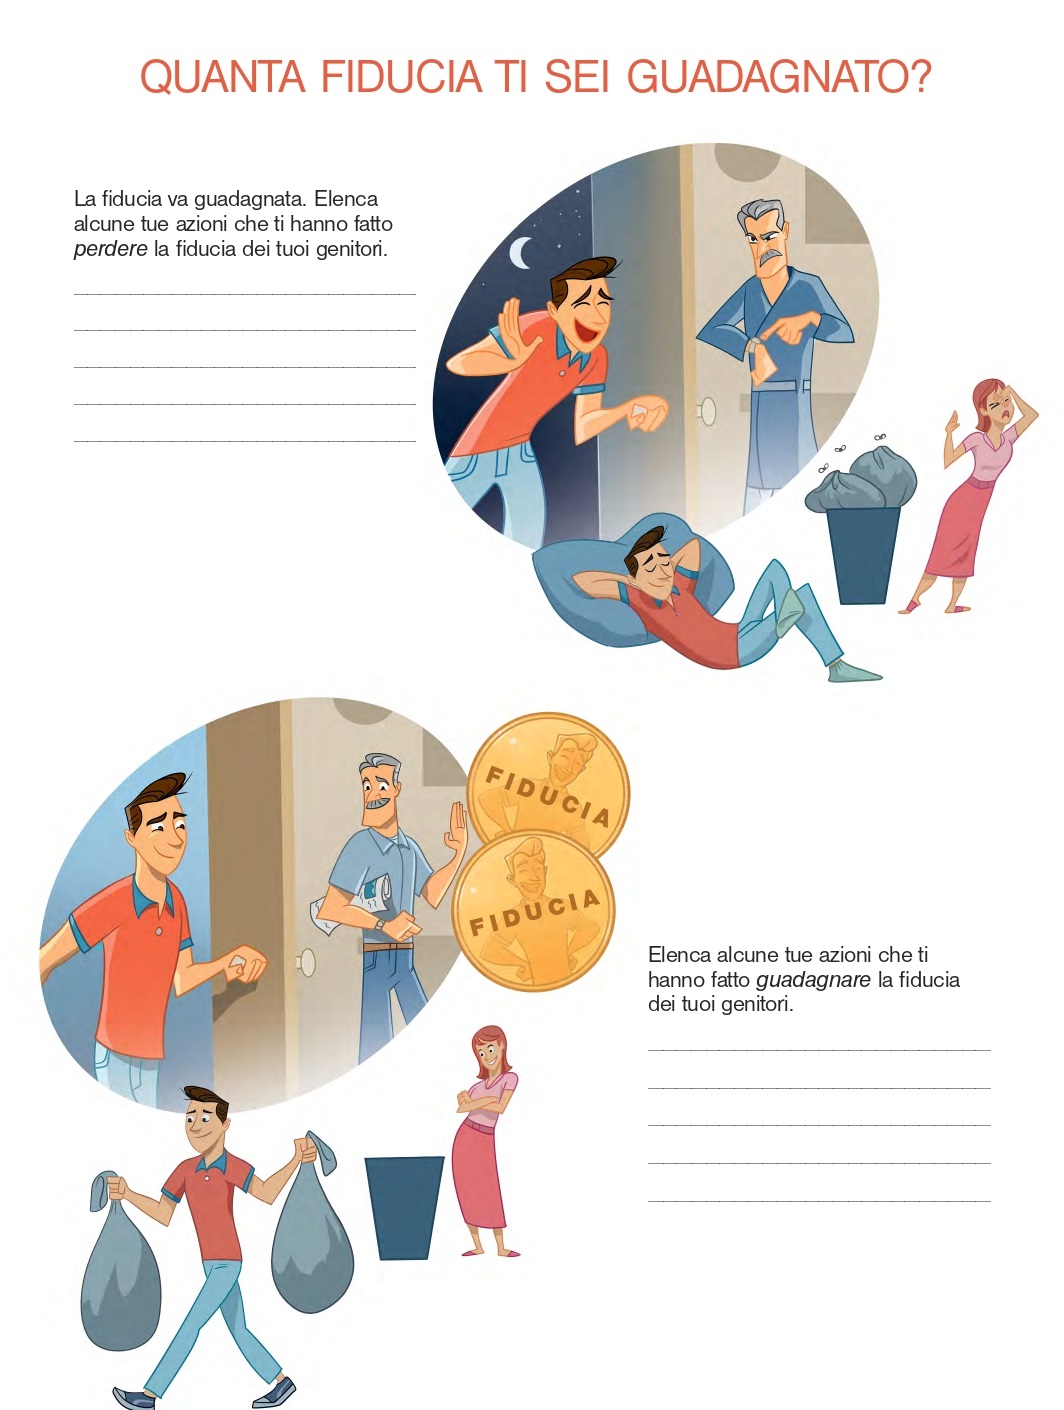 QUANTA FIDUCIA TI SEI GUADAGNATO?
La fiducia va guadagnata. Elenca
alcune tue azioni che ti hanno fatto
perdere la fiducia dei tuoi genitori.
FIDUCIA
FIDUCIA
Elenca alcune tue azioni che ti
hanno fatto guadagnare la fiducia
dei tuoi genitori.